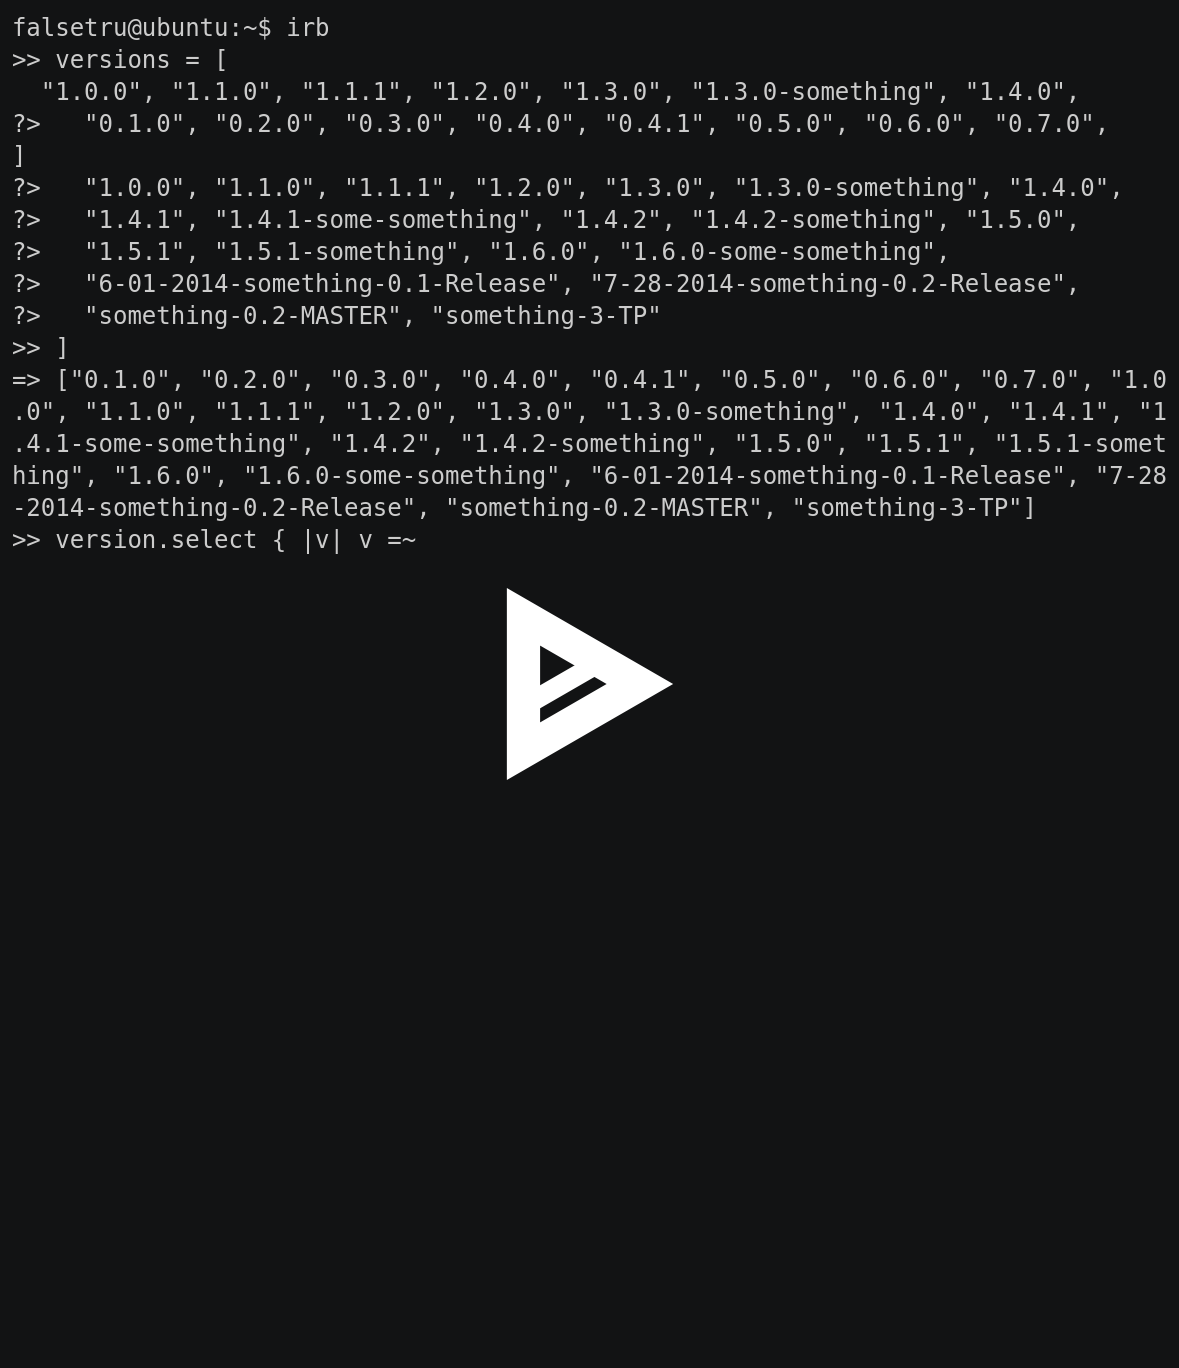 falsetru@ubuntu:~$ irb
>> versions = [
  "1.0.0", "1.1.0", "1.1.1", "1.2.0", "1.3.0", "1.3.0-something", "1.4.0",
?>   "0.1.0", "0.2.0", "0.3.0", "0.4.0", "0.4.1", "0.5.0", "0.6.0", "0.7.0",
]
?>   "1.0.0", "1.1.0", "1.1.1", "1.2.0", "1.3.0", "1.3.0-something", "1.4.0",
?>   "1.4.1", "1.4.1-some-something", "1.4.2", "1.4.2-something", "1.5.0",
?>   "1.5.1", "1.5.1-something", "1.6.0", "1.6.0-some-something",
?>   "6-01-2014-something-0.1-Release", "7-28-2014-something-0.2-Release",
?>   "something-0.2-MASTER", "something-3-TP"
>> ]
=> ["0.1.0", "0.2.0", "0.3.0", "0.4.0", "0.4.1", "0.5.0", "0.6.0", "0.7.0", "1.0
.0", "1.1.0", "1.1.1", "1.2.0", "1.3.0", "1.3.0-something", "1.4.0", "1.4.1", "1
.4.1-some-something", "1.4.2", "1.4.2-something", "1.5.0", "1.5.1", "1.5.1-somet
hing", "1.6.0", "1.6.0-some-something", "6-01-2014-something-0.1-Release", "7-28
-2014-something-0.2-Release", "something-0.2-MASTER", "something-3-TP"]
>> version.select { |v| v =~